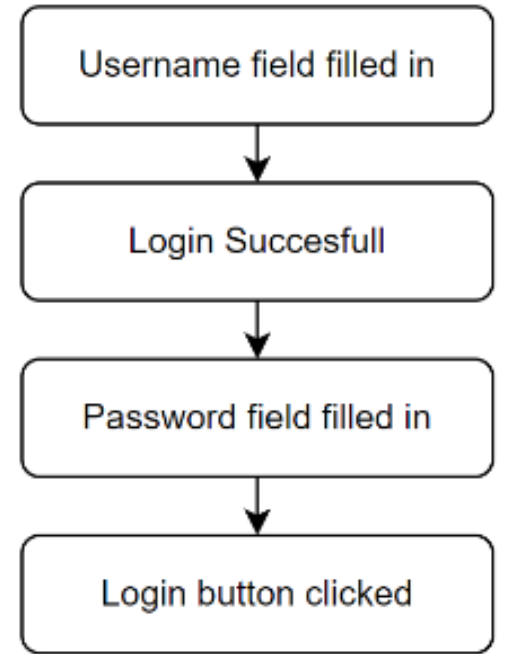 Username field filled in
Login Succesfull
Password field filled in
Login button clicked